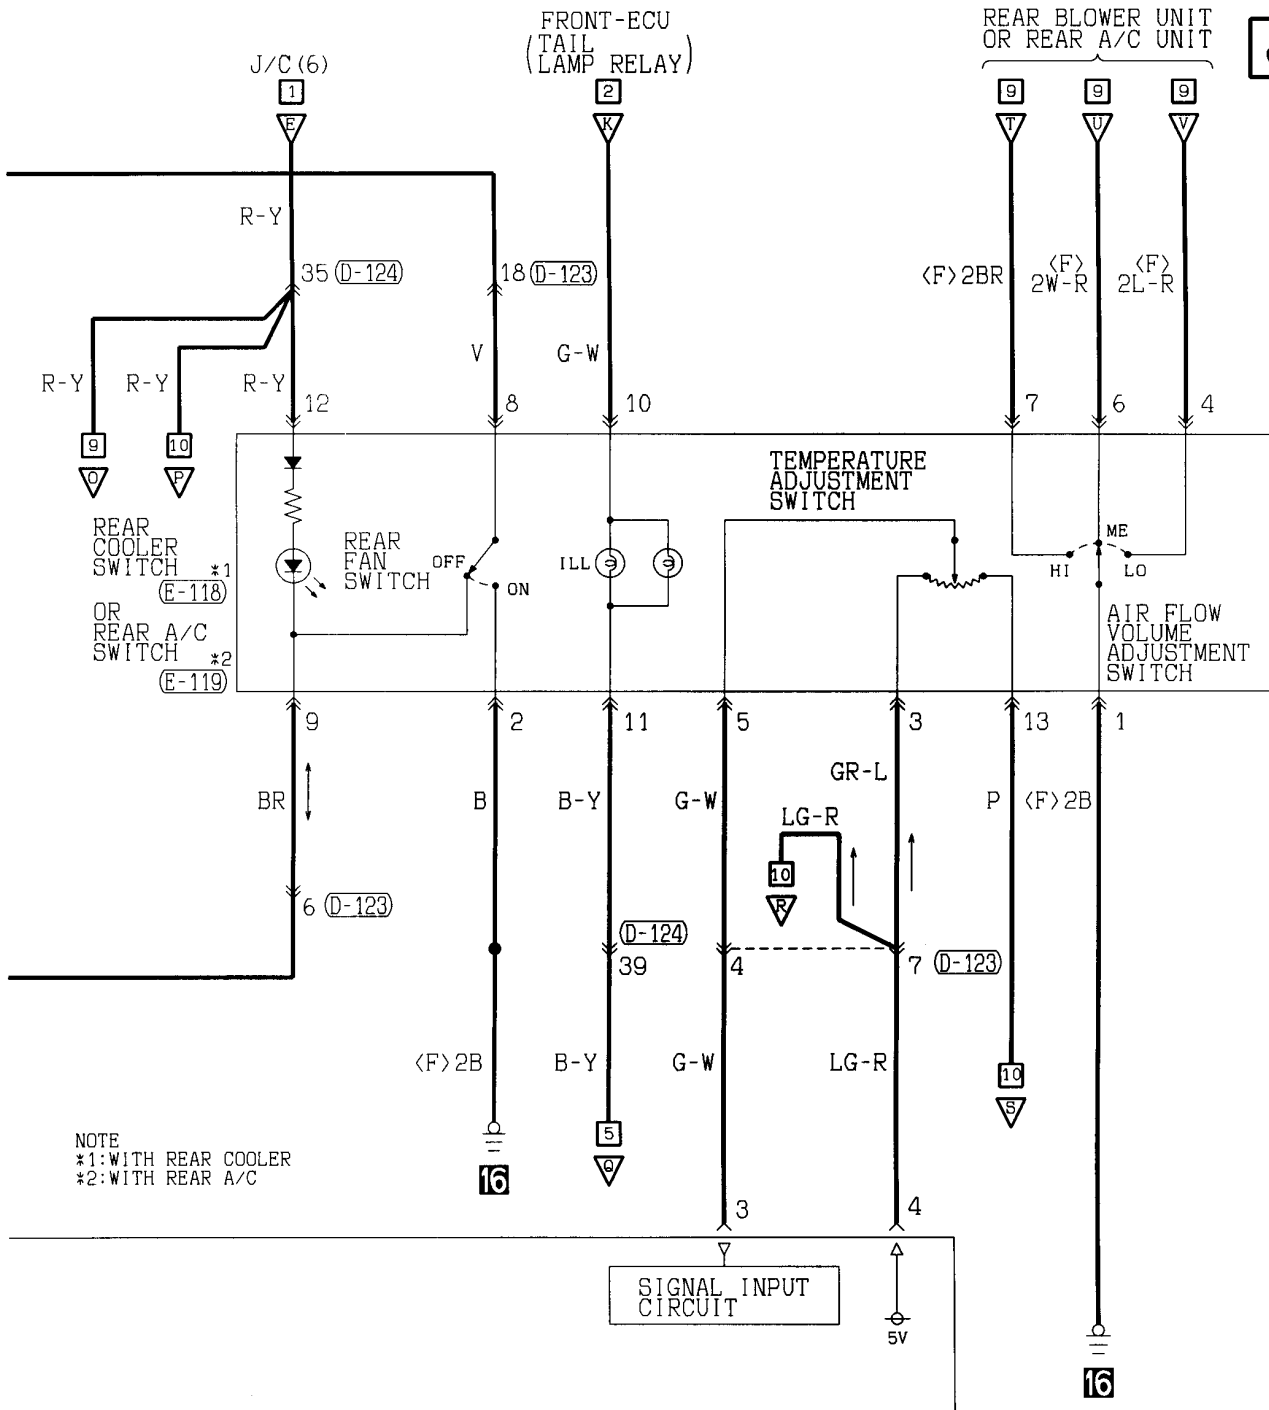 FRONT-ECU
(TAIL
LAMP RELAY)
REAR BLOWER UNIT
OR REAR A/C UNIT
J/C(6)
1
2
9
9
9
E
K
T
U
V
R-Y
35 (D-124)
18 (D-123)
<F>2BR
<F>
2W-R
<F>
2L-R
V
G-W
R-Y
R-Y
R-Y
12
8
10
7
6
4
9
10
O
P
TEMPERATURE
ADJUSTMENT
SWITCH
REAR
COOLER
SWITCH *1
(E-118)
OR
REAR A/C
SWITCH *2
(E-119)
REAR
FAN
SWITCH
OFF
ON
ILL
ME
HI
LO
AIR FLOW
VOLUME
ADJUSTMENT
SWITCH
9
2
11
5
3
13
1
GR-L
BR
B
B-Y
G-W
P
<F>2B
LG-R
10
R
6 (D-123)
(D-124)
39
4
7 (D-123)
<F>2B
B-Y
G-W
LG-R
10
S
5
Q
NOTE
*1:WITH REAR COOLER
*2:WITH REAR A/C
16
3
4
SIGNAL INPUT
CIRCUIT
5V
16